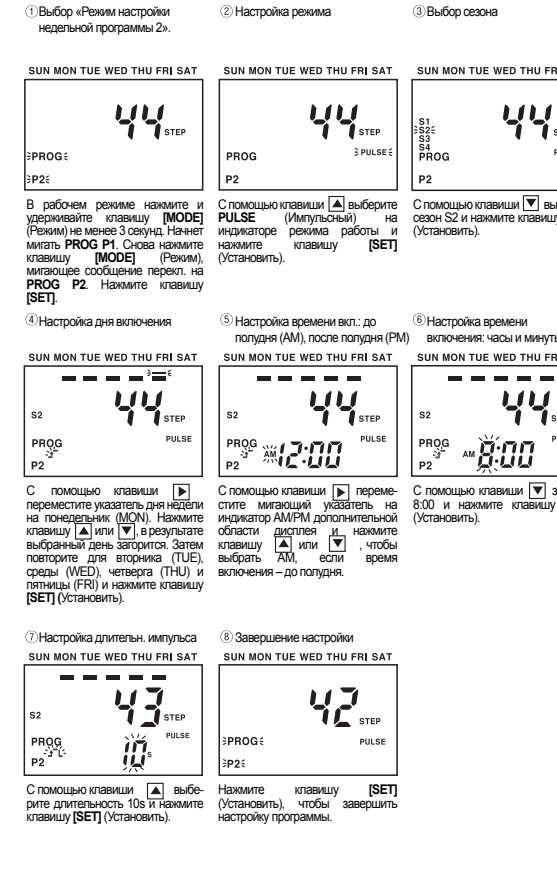 ①Выбор «Режим настройки
недельной программы 2».
SUN MON TUE WED THU FRI SAT
44 STEP
PROG
P2
В рабочем режиме нажмите и
удерживайте клавишу [MODE]
(Режим) не менее 3 секунд. Начнет
мигать PROG P1. Снова нажмите
клавишу [MODE] (Режим),
мигающее сообщение перекл. на
PROG P2. Нажмите клавишу
[SET].
②Настройка режима
SUN MON TUE WED THU FRI SAT
44 STEP
PROG PULSE
P2
С помощью клавиши ▲ выберите
PULSE (Импульсный) на
индикаторе режима работы и
нажмите клавишу [SET]
(Установить).
③Выбор сезона
SUN MON TUE WED THU FR
44
S1
S2
S3
S4
PROG
P2
С помощью клавиши ▼
сезон S2 и нажмите
(Установить).
④Настройка дня включения
SUN MON TUE WED THU FRI SAT
S2 44 STEP
PROG PULSE
P2
С помощью клавиши ▶
переместите указатель дня недели
на понедельник (MON). Нажмите
клавишу ▲ или ▼, в результате
выбранный день загорится. Затем
повторите для вторника (TUE),
среды (WED), четверга (THU) и
пятницы (FRI) и нажмите клавишу
[SET] (Установить).
⑤Настройка времени вкл.: до
полудня (AM), после полудня (PM)
SUN MON TUE WED THU FRI SAT
S2 44 STEP
PROG PULSE
P2 AM 12:00
С помощью клавиши ▶ переме-
стите мигающий указатель на
индикатор AM/PM дополнительной
области дисплея и нажмите
клавишу ▲ или ▼ , чтобы
выбрать AM, если время
включения – до полудня.
⑥Настройка времени
включения: часы и минуты
SUN MON TUE WED THU FR
S2 44
PROG
P2 AM 8:00
С помощью клавиши ▼
8:00 и нажмите клавишу
(Установить).
⑦Настройка длительн. импульса
SUN MON TUE WED THU FRI SAT
S2 43 STEP
PROG PULSE
P2 10 s
С помощью клавиши ▲ выбе-
рите длительность 10s и нажмите
клавишу [SET] (Установить).
⑧Завершение настройки
SUN MON TUE WED THU FRI SAT
42 STEP
PROG PULSE
P2
Нажмите клавишу [SET]
(Установить), чтобы завершить
настройку программы.